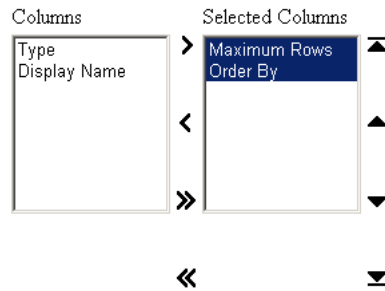 Columns
Selected Columns
Type
Display Name
Maximum Rows
Order By